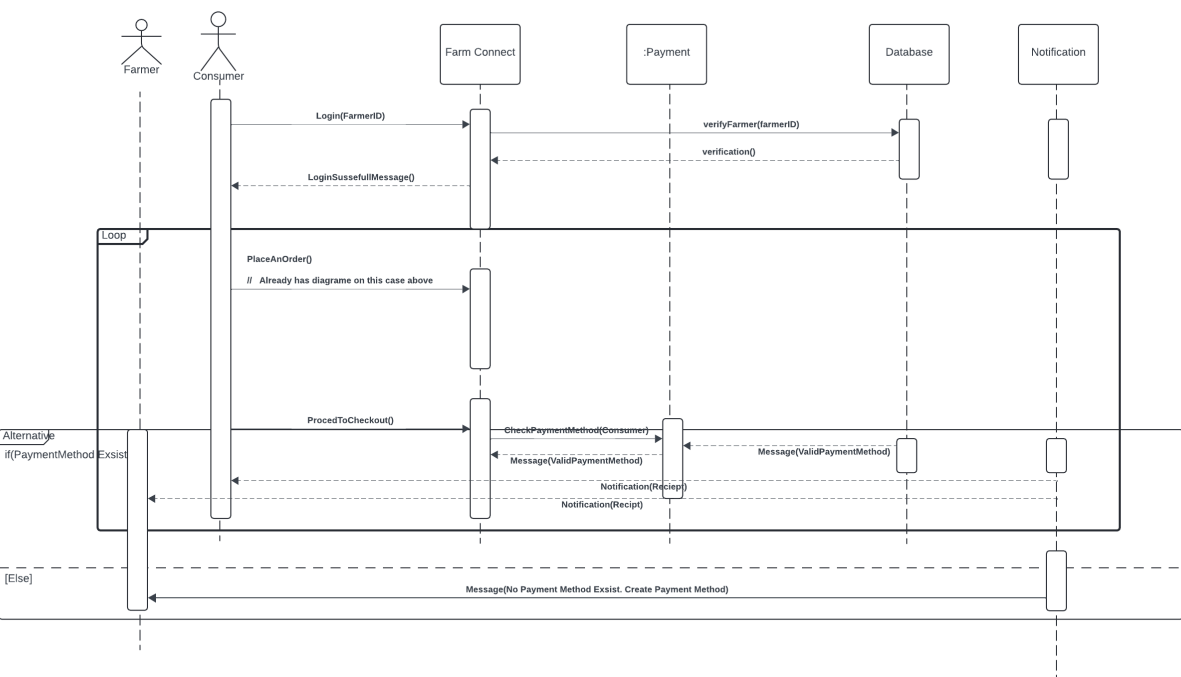 Farmer
Consumer
Farm Connect
:Payment
Database
Notification
Login(FarmerID)
verifyFarmer(farmerID)
verification()
LoginSussefullMessage()
Loop
PlaceAnOrder()
// Already has diagrame on this case above
ProcedToCheckout()
CheckPaymentMethod(Consumer)
Alternative
if(PaymentMethod Exsist
Message(ValidPaymentMethod)
Message(ValidPaymentMethod)
Notification(Reciept)
Notification(Recipt)
[Else]
Message(No Payment Method Exsist. Create Payment Method)